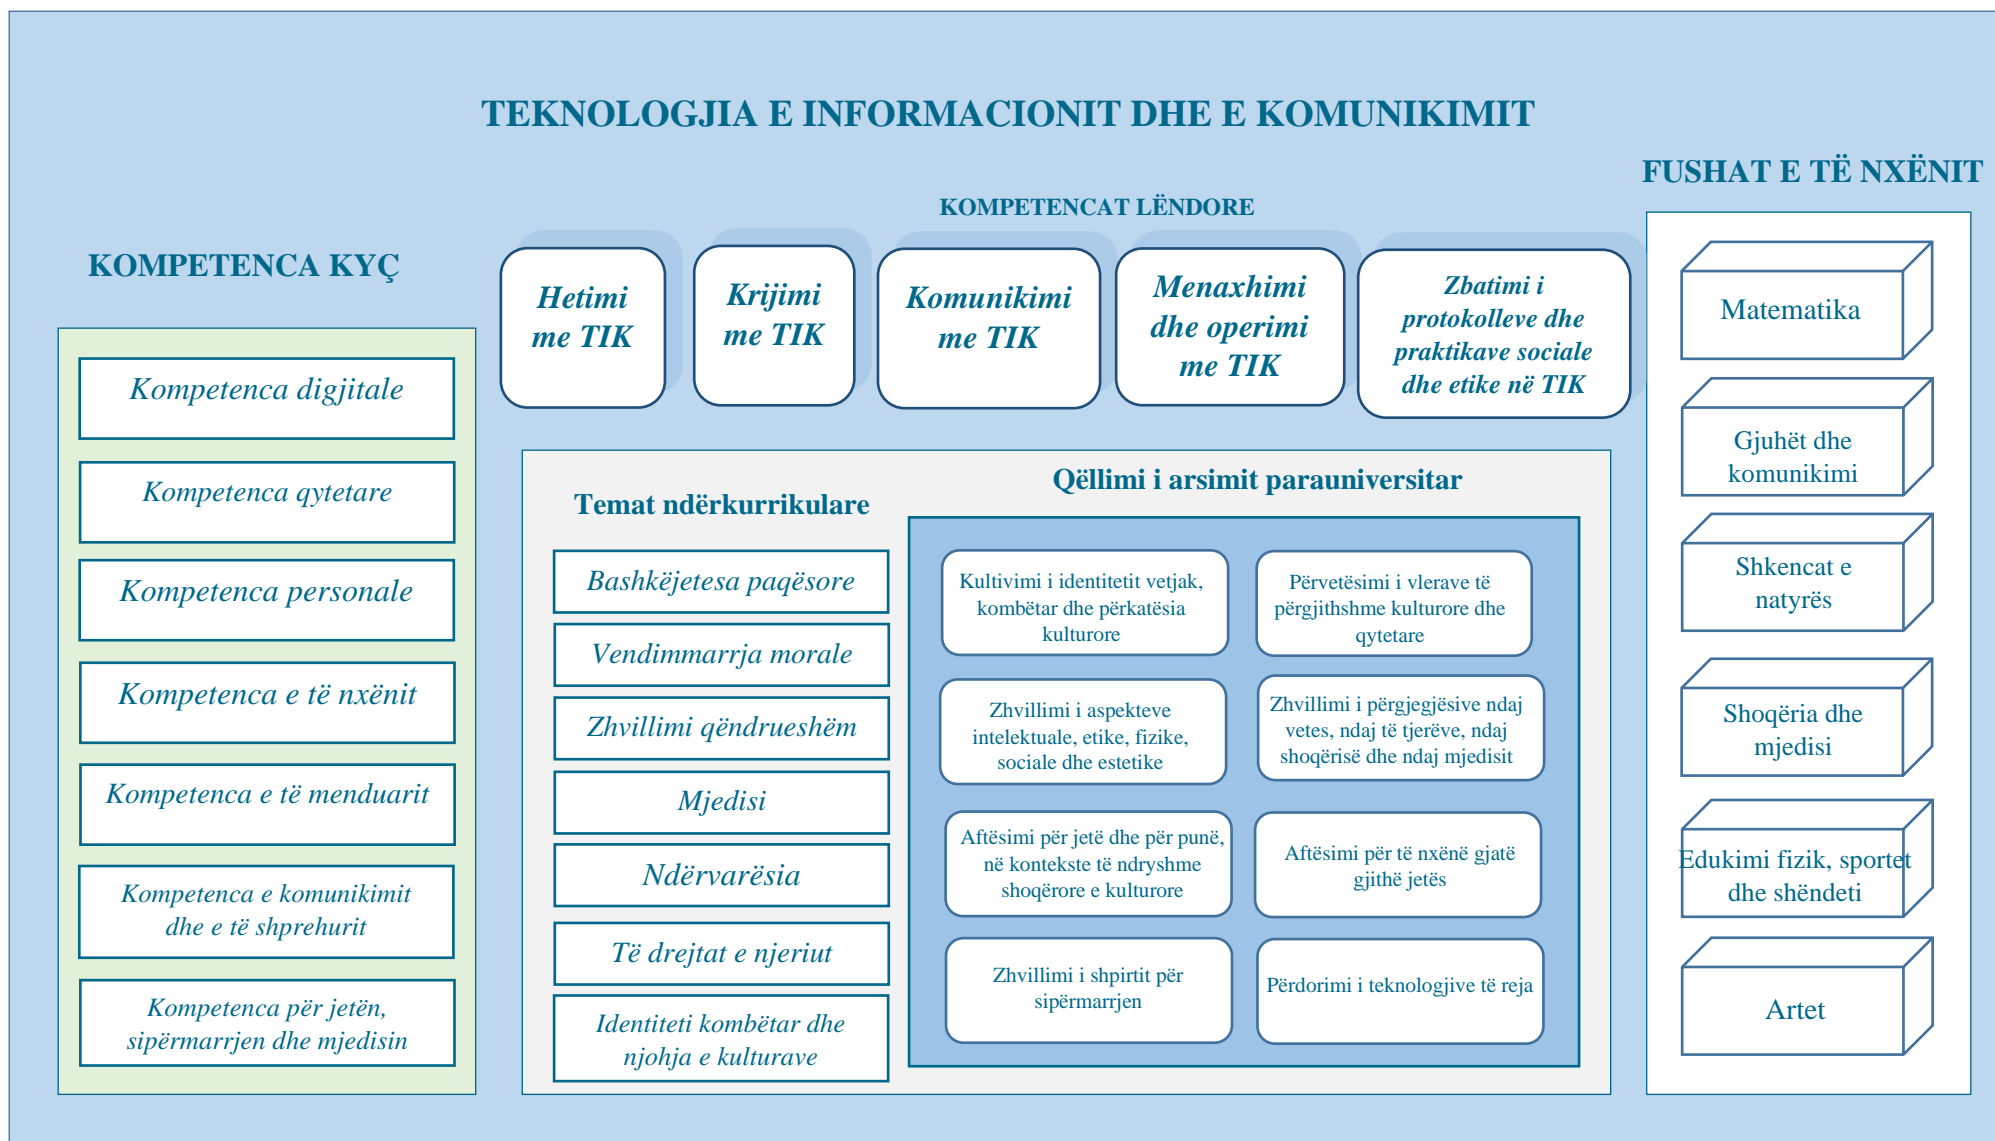 TEKNOLOGJIA E INFORMACIONIT DHE E KOMUNIKIMIT
KOMPETENCA KYÇ
Kompetenca digjitale
Kompetenca qytetare
Kompetenca personale
Kompetenca e të nxënit
Kompetenca e të menduarit
Kompetenca e komunikimit
dhe e të shprehurit
Kompetenca për jetën,
sipërmarrjen dhe mjedisin
KOMPETENCAT LËNDORE
Hetimi
me TIK
Krijimi
me TIK
Komunikimi
me TIK
Menaxhimi
dhe operimi
me TIK
Zbatimi i
protokolleve dhe
praktikave sociale
dhe etike në TIK
Temat ndërkurrikulare
Bashkëjetesa paqësore
Vendimmarrja morale
Zhvillimi qëndrueshëm
Mjedisi
Ndërvarësia
Të drejtat e njeriut
Identiteti kombëtar dhe
njohja e kulturave
Qëllimi i arsimit parauniversitar
Kultivimi i identitetit vetjak,
kombëtar dhe përkatësia
kulturore
Përvetësimi i vlerave të
përgjithshme kulturore dhe
qytetare
Zhvillimi i aspekteve
intelektuale, etike, fizike,
sociale dhe estetike
Zhvillimi i përgjegjësive ndaj
vetes, ndaj të tjerëve, ndaj
shoqërisë dhe ndaj mjedisit
Aftësimi për jetë dhe për punë,
në kontekste të ndryshme
shoqërore e kulturore
Aftësimi për të nxënë gjatë
gjithë jetës
Zhvillimi i shpirtit për
sipërmarrjen
Përdorimi i teknologjive të reja
FUSHAT E TË NXËNIT
Matematika
Gjuhët dhe
komunikimi
Shkencat e
natyrës
Shoqëria dhe
mjedisi
Edukimi fizik, sportet
dhe shëndeti
Artet